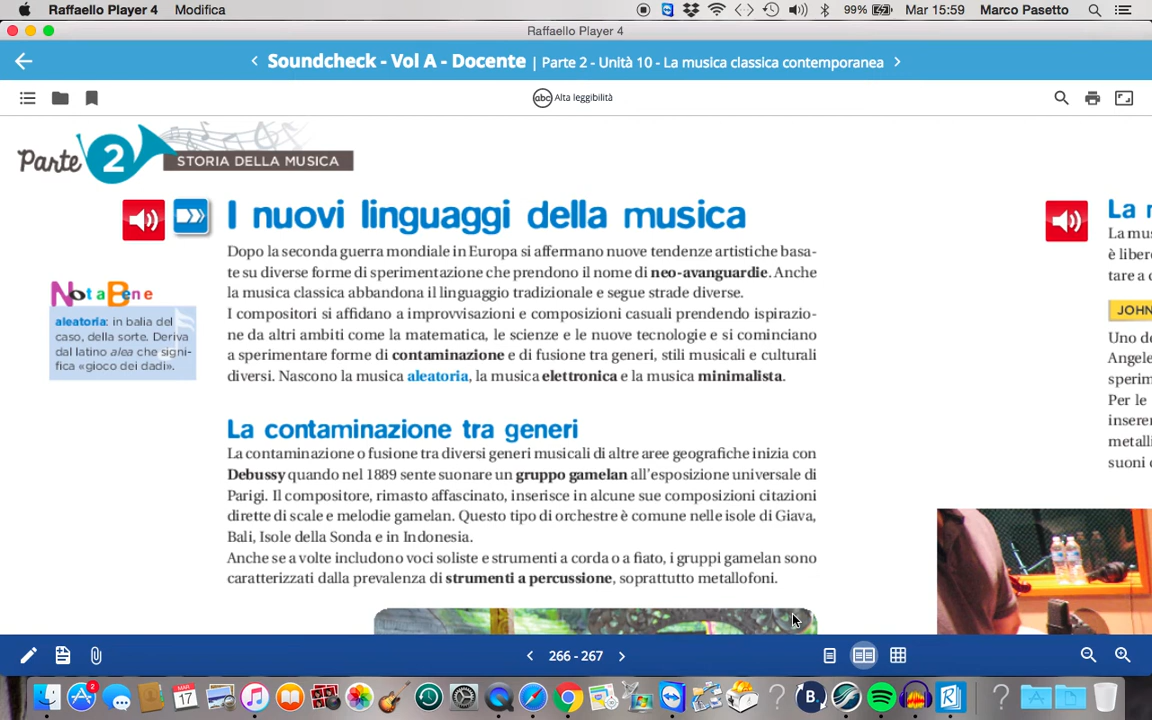 Raffaello Player 4 Modifica 99% Mar 15:59 Marco Pasetto
Raffaello Player 4
Soundcheck - Vol A - Docente | Parte 2 - Unità 10 - La musica classica contemporanea
abc Alta leggibilità
Parte 2 STORIA DELLA MUSICA
I nuovi linguaggi della musica
Dopo la seconda guerra mondiale in Europa si affermano nuove tendenze artistiche basa-
te su diverse forme di sperimentazione che prendono il nome di neo-avanguardie. Anche
la musica classica abbandona il linguaggio tradizionale e segue strade diverse.
I compositori si affidano a improvvisazioni e composizioni casuali prendendo ispirazio-
ne da altri ambiti come la matematica, le scienze e le nuove tecnologie e si cominciano
a sperimentare forme di contaminazione e di fusione tra generi, stili musicali e culturali
diversi. Nascono la musica aleatoria, la musica elettronica e la musica minimalista.
Nota Bene
aleatoria: in balia del
caso, della sorte. Deriva
dal latino alea che signi-
fica «gioco dei dadi».
La contaminazione tra generi
La contaminazione o fusione tra diversi generi musicali di altre aree geografiche inizia con
Debussy quando nel 1889 sente suonare un gruppo gamelan all'esposizione universale di
Parigi. Il compositore, rimasto affascinato, inserisce in alcune sue composizioni citazioni
dirette di scale e melodie gamelan. Questo tipo di orchestre è comune nelle isole di Giava,
Bali, Isole della Sonda e in Indonesia.
Anche se a volte includono voci soliste e strumenti a corda o a fiato, i gruppi gamelan sono
caratterizzati dalla prevalenza di strumenti a percussione, soprattutto metallofoni.
La
La mus
è liber
tare a
JOHN
Uno de
Angele
sperim
Per le
insere
metalli
suoni
266 - 267
2
MAR
17
B
R